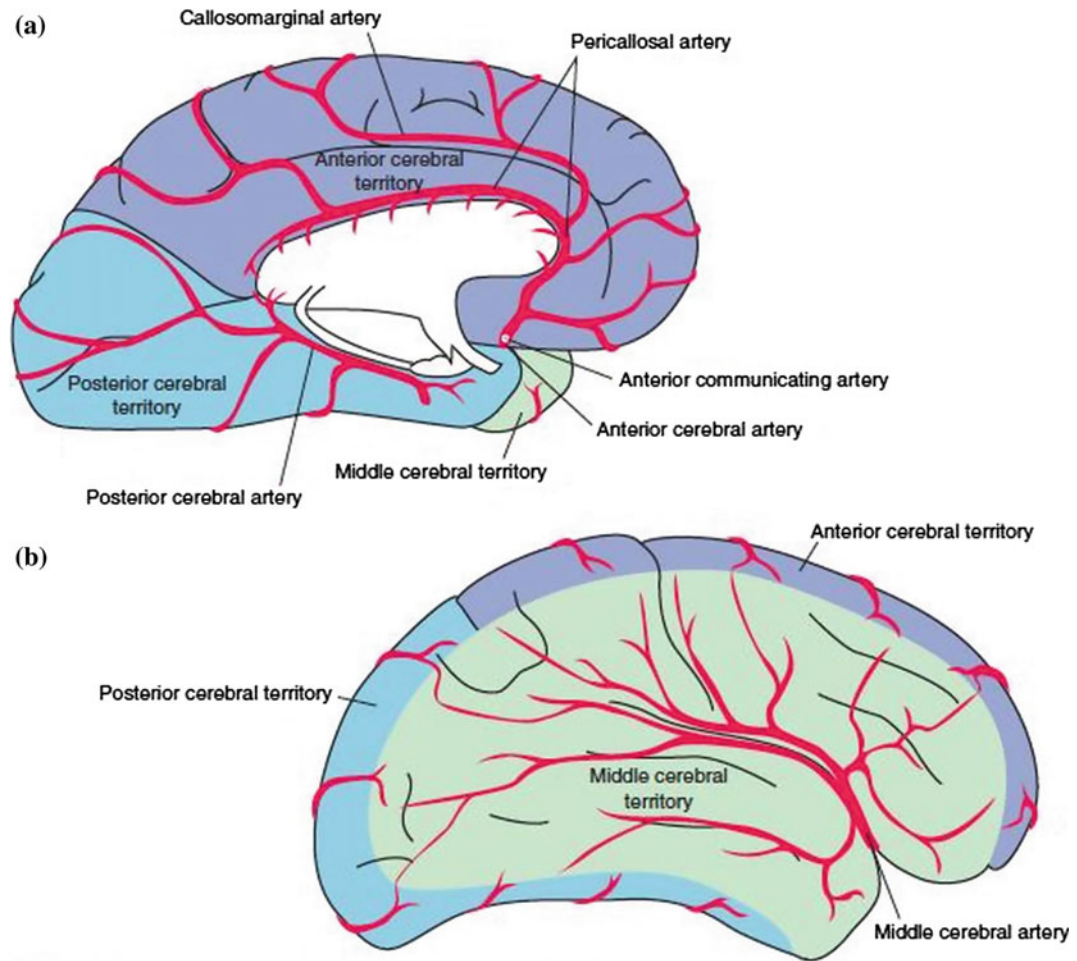 (a)
Callosomarginal artery
Pericallosal artery
Anterior cerebral
territory
Posterior cerebral
territory
Anterior communicating artery
Anterior cerebral artery
Middle cerebral territory
Posterior cerebral artery
(b)
Anterior cerebral territory
Posterior cerebral territory
Middle cerebral
territory
Middle cerebral artery